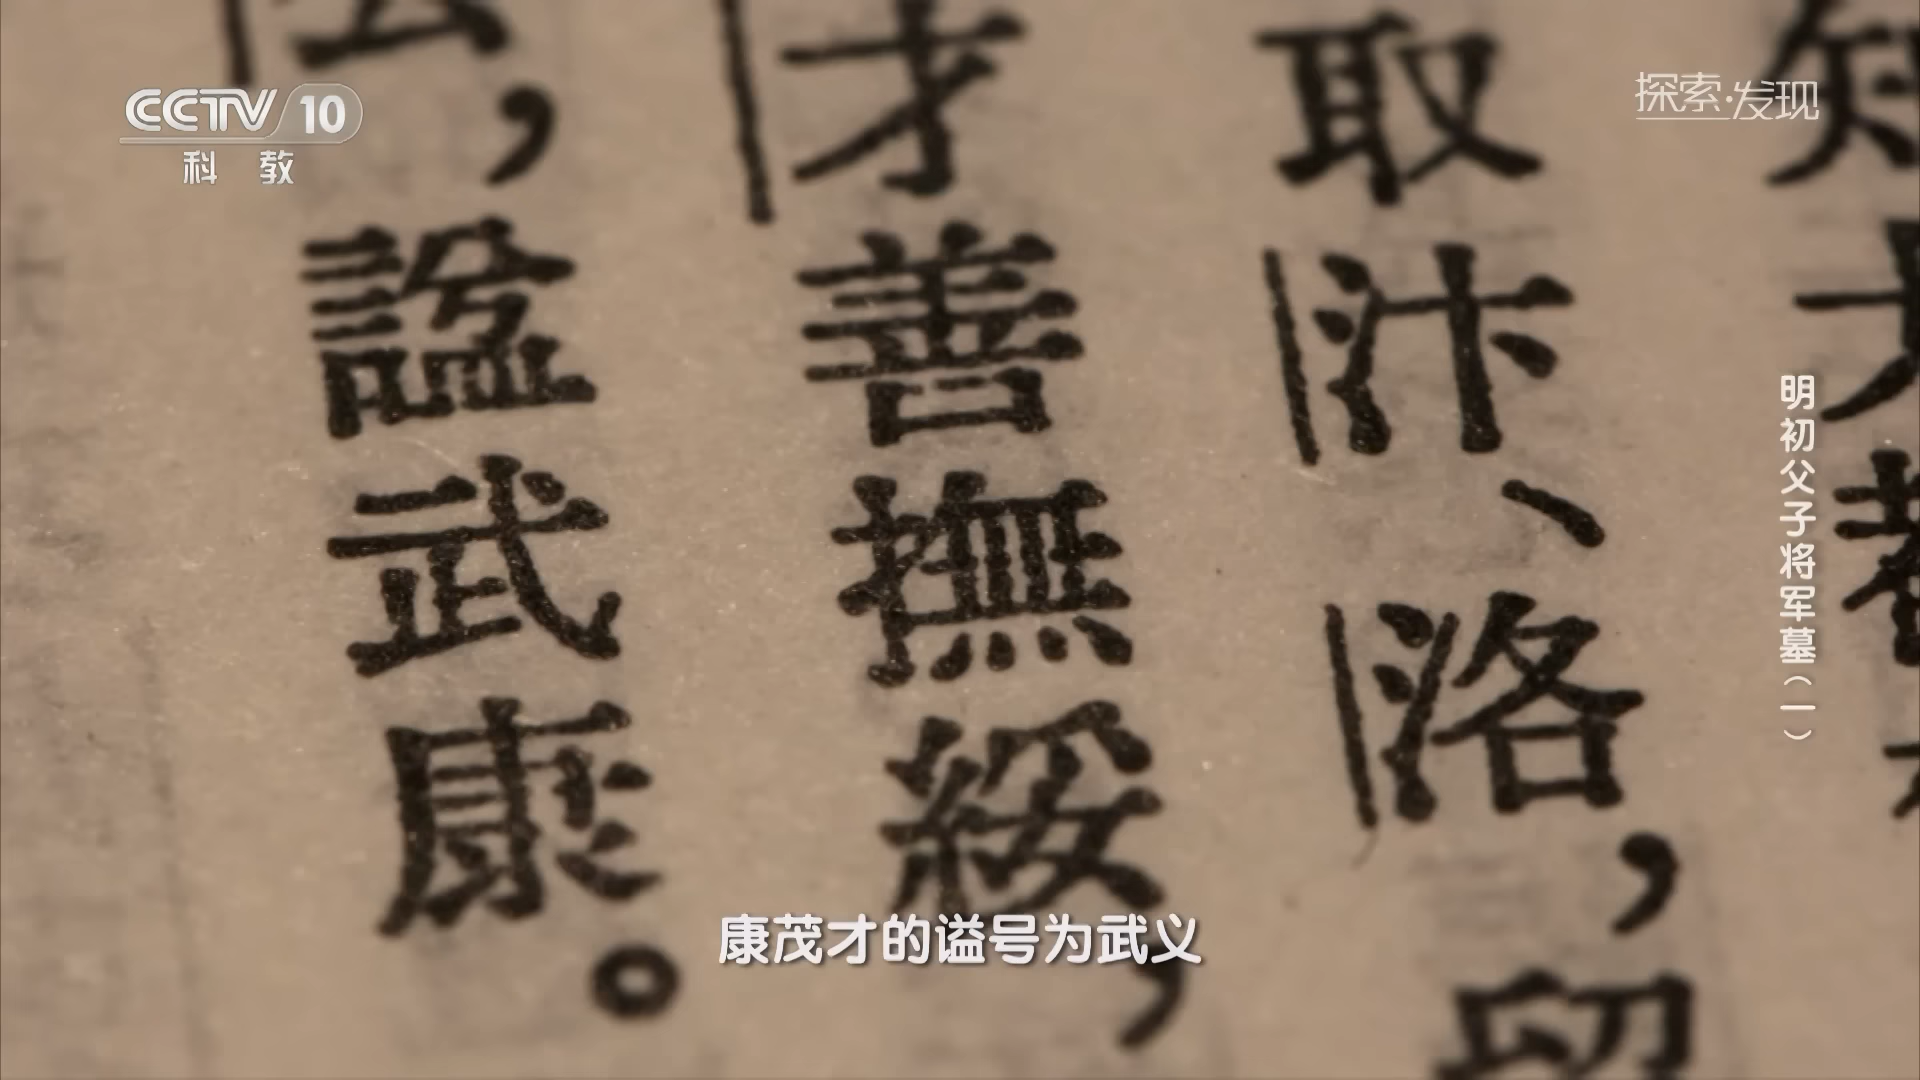 CCTV 10
科 教
探索·发现
明初父子将军墓（一）
取汴、洛，
才善撫綏，
，諡武康。
康茂才的谥号为武义